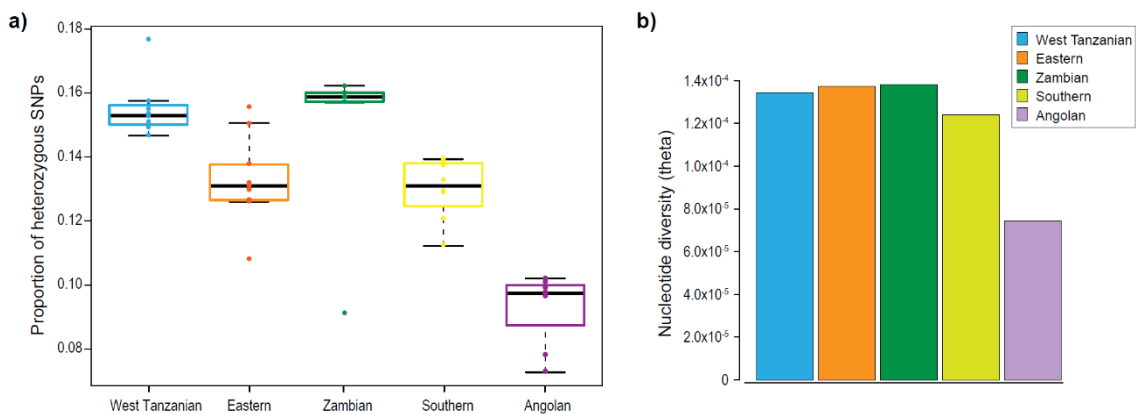 a)
Proportion of heterozygous SNPs
0.18
0.16
0.14
0.12
0.10
0.08
West Tanzanian
Eastern
Zambian
Southern
Angolan
b)
Nucleotide diversity (theta)
1.4x10⁻⁴
1.2x10⁻⁴
1.0x10⁻⁴
8.0x10⁻⁵
6.0x10⁻⁵
4.0x10⁻⁵
2.0x10⁻⁵
0
West Tanzanian
Eastern
Zambian
Southern
Angolan